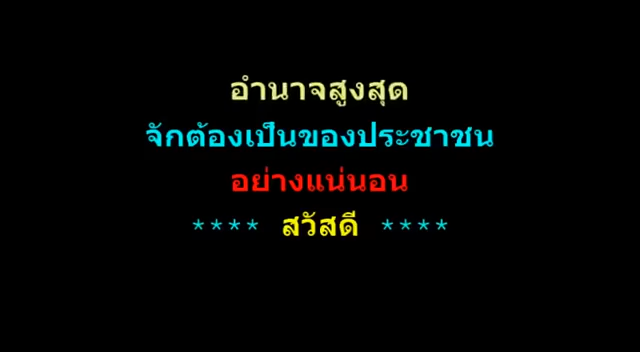 อำนาจสูงสุด
จักต้องเป็นของประชาชน
อย่างแน่นอน
**** สวัสดี ****